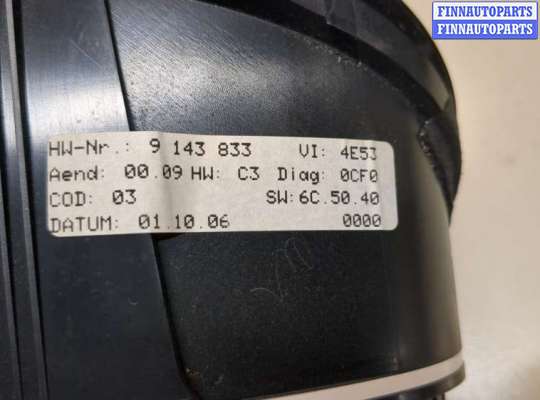 FINNAUTOPARTS
FINNAUTOPARTS
HW-Nr.: 9 143 833 VI: 4E53
Aend: 00.09 HW: C3 Diag: 0CF0
COD: 03 SW: 6C.50.40
DATUM: 01.10.06 0000